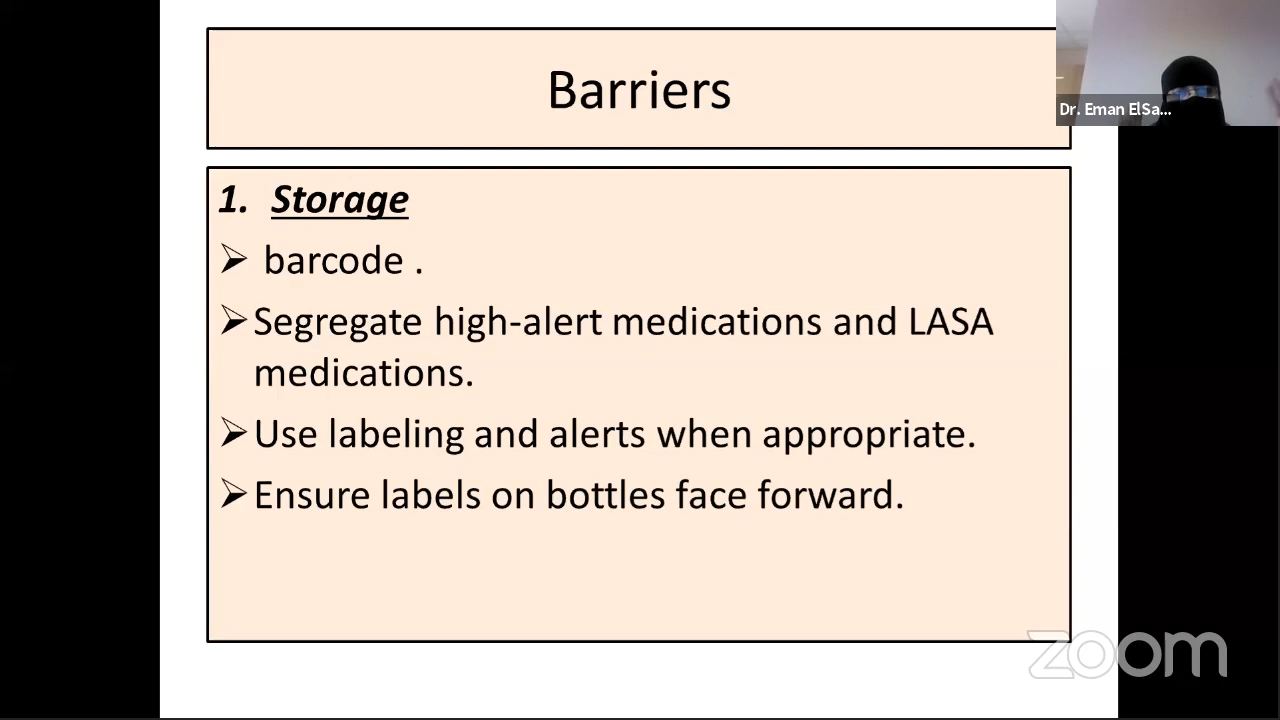 Barriers
Dr. Eman ElSa...
1. Storage
➢ barcode .
➢ Segregate high-alert medications and LASA
medications.
➢ Use labeling and alerts when appropriate.
➢ Ensure labels on bottles face forward.
zoom